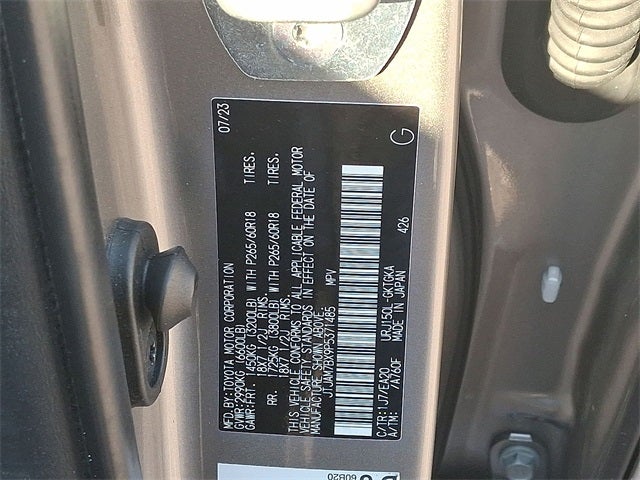 MFD.BY:TOYOTA MOTOR CORPORATION 07/23
GVWR:2990KG (6600LB)
GAWR:FRT. 1450KG (3200LB) WITH P265/60R18 TIRES.
18X7 1/2J RIMS.
RR. 1725KG (3800LB) WITH P265/60R18 TIRES.
18X7 1/2J RIMS.
THIS VEHICLE CONFORMS TO ALL APPLICABLE FEDERAL MOTOR
VEHICLE SAFETY STANDARDS IN EFFECT ON THE DATE OF
MANUFACTURE SHOWN ABOVE.
JTJAM7BX9P5371485 MPV
C/TR:1J7/EA20 URJ150L-GKTGKA
A/TM: /A760F MADE IN JAPAN
426
G
60B20